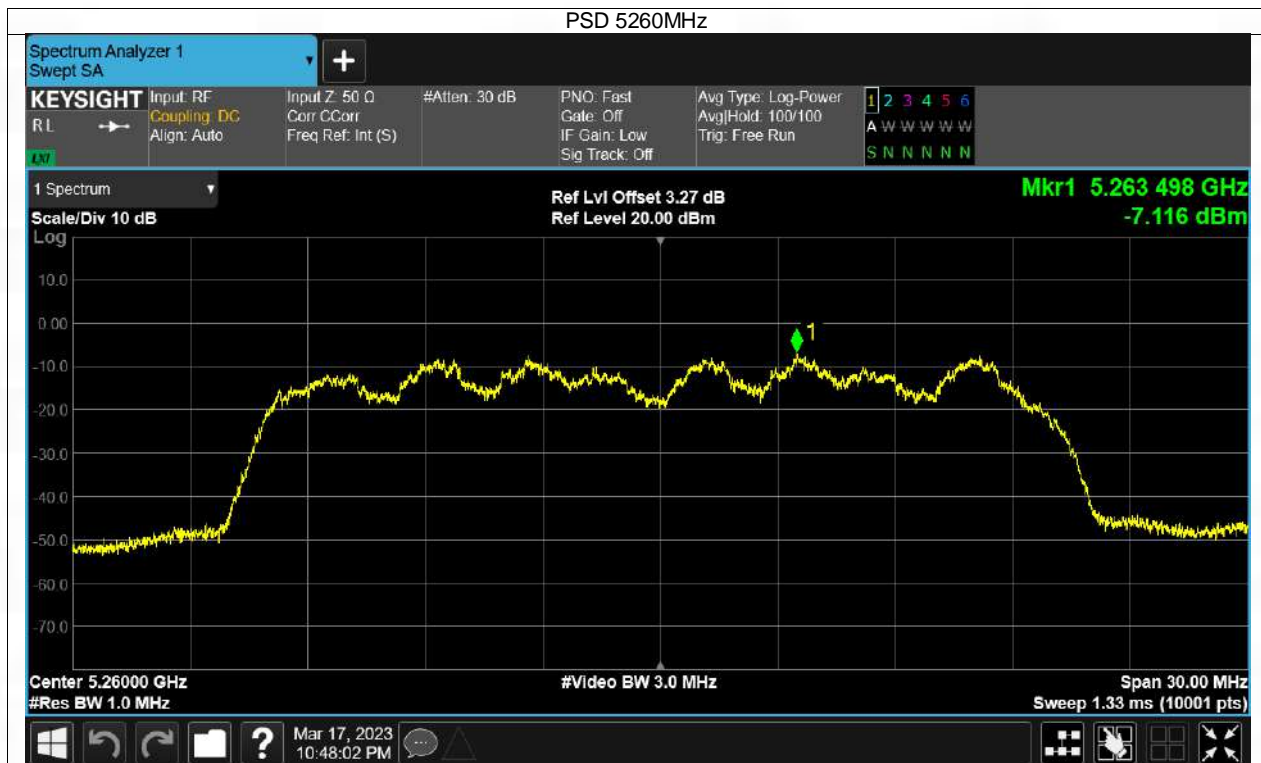 PSD 5260MHz
Spectrum Analyzer 1
Swept SA
KEYSIGHT
RL
LXI
Input: RF
Coupling: DC
Align: Auto
Input Z: 50 Ω
Corr CCorr
Freq Ref: Int (S)
#Atten: 30 dB
PNO: Fast
Gate: Off
IF Gain: Low
Sig Track: Off
Avg Type: Log-Power
Avg|Hold: 100/100
Trig: Free Run
1 2 3 4 5 6
A W W W W W
S N N N N N
1 Spectrum
Scale/Div 10 dB
Log
Ref Lvl Offset 3.27 dB
Ref Level 20.00 dBm
Mkr1 5.263 498 GHz
-7.116 dBm
10.0
0.00
1
-10.0
-20.0
-30.0
-40.0
-50.0
-60.0
-70.0
Center 5.26000 GHz
#Res BW 1.0 MHz
#Video BW 3.0 MHz
Span 30.00 MHz
Sweep 1.33 ms (10001 pts)
?
Mar 17, 2023
10:48:02 PM